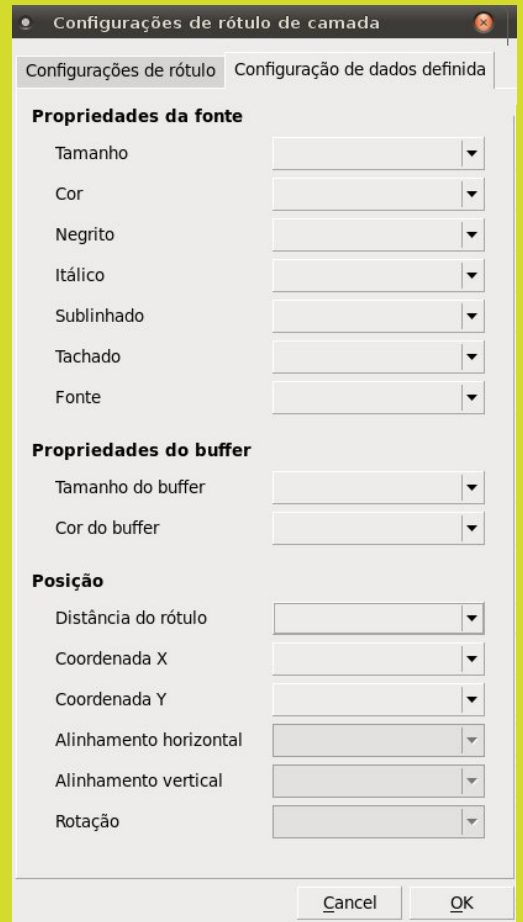 Configurações de rótulo de camada
Configurações de rótulo Configuração de dados definida
Propriedades da fonte
Tamanho
Cor
Negrito
Itálico
Sublinhado
Tachado
Fonte
Propriedades do buffer
Tamanho do buffer
Cor do buffer
Posição
Distância do rótulo
Coordenada X
Coordenada Y
Alinhamento horizontal
Alinhamento vertical
Rotação
Cancel OK